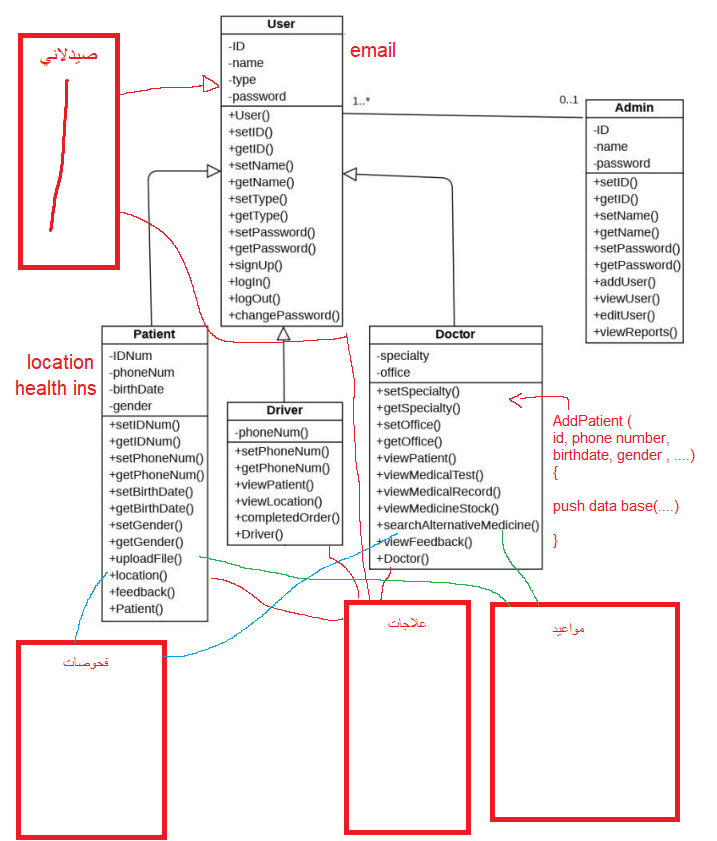 صيدلاني
User
-ID
-name
-type
-password
+User()
+setID()
+getID()
+setName()
+getName()
+setType()
+getType()
+setPassword()
+getPassword()
+signUp()
+logIn()
+logOut()
+changePassword()
email
1..*
0..1
Admin
-ID
-name
-password
+setID()
+getID()
+setName()
+getName()
+setPassword()
+getPassword()
+addUser()
+viewUser()
+editUser()
+viewReports()
location
health ins
Patient
-IDNum
-phoneNum
-birthDate
-gender
+setIDNum()
+getIDNum()
+setPhoneNum()
+getPhoneNum()
+setBirthDate()
+getBirthDate()
+setGender()
+getGender()
+uploadFile()
+location()
+feedback()
+Patient()
Driver
-phoneNum()
+setPhoneNum()
+getPhoneNum()
+viewPatient()
+viewLocation()
+completedOrder()
+Driver()
Doctor
-specialty
-office
+setSpecialty()
+getSpecialty()
+setOffice()
+getOffice()
+viewPatient()
+viewMedicalTest()
+viewMedicalRecord()
+viewMedicineStock()
+searchAlternativeMedicine()
+viewFeedback()
+Doctor()
AddPatient (
id, phone number,
birthdate, gender , ....)
{
push data base(....)
}
فحوصات
علاجات
مواعيد